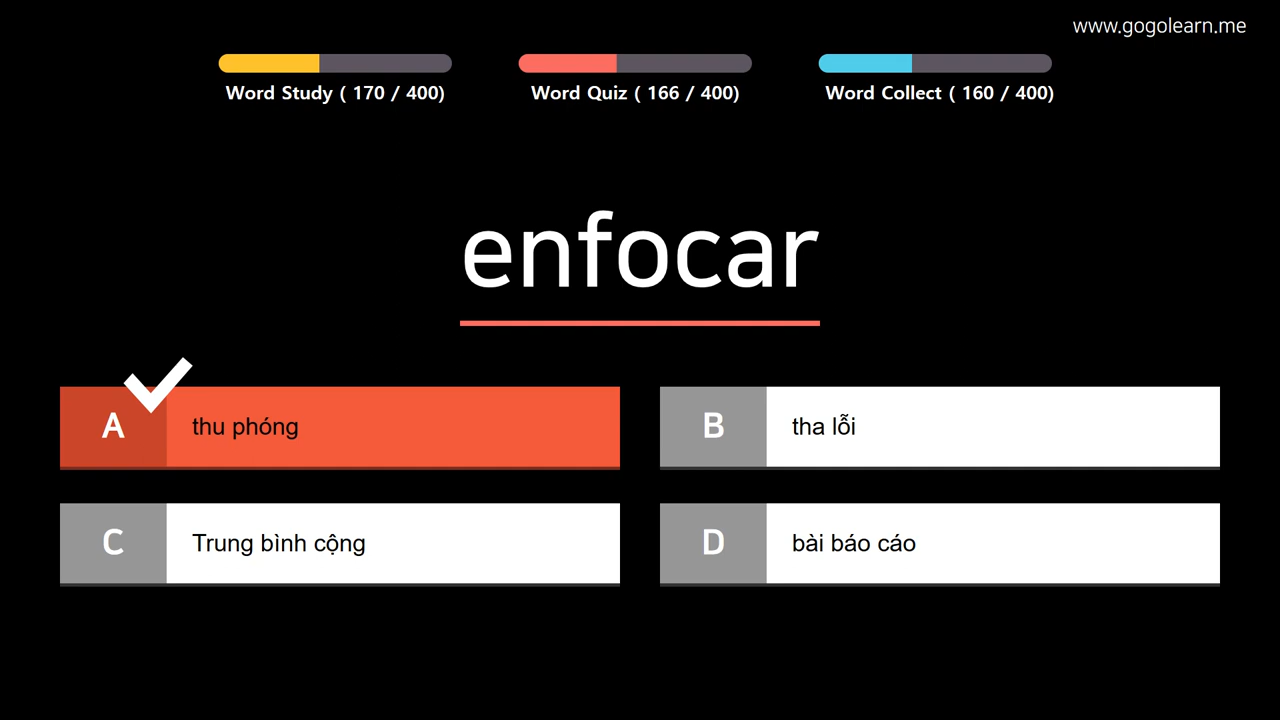 www.gogolearn.me
Word Study ( 170 / 400)
Word Quiz ( 166 / 400)
Word Collect ( 160 / 400)
enfocar
A thu phóng
B tha lỗi
C Trung bình cộng
D bài báo cáo